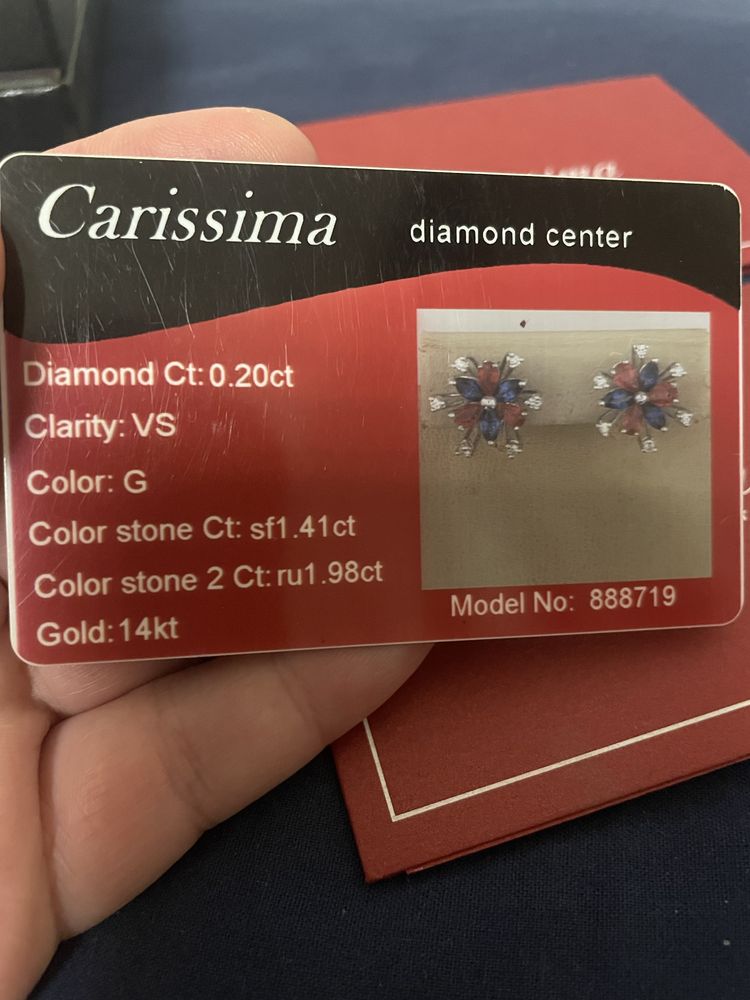 Carissima
diamond center
Diamond Ct: 0.20ct
Clarity: VS
Color: G
Color stone Ct: sf1.41ct
Color stone 2 Ct: ru1.98ct
Gold: 14kt
Model No: 888719